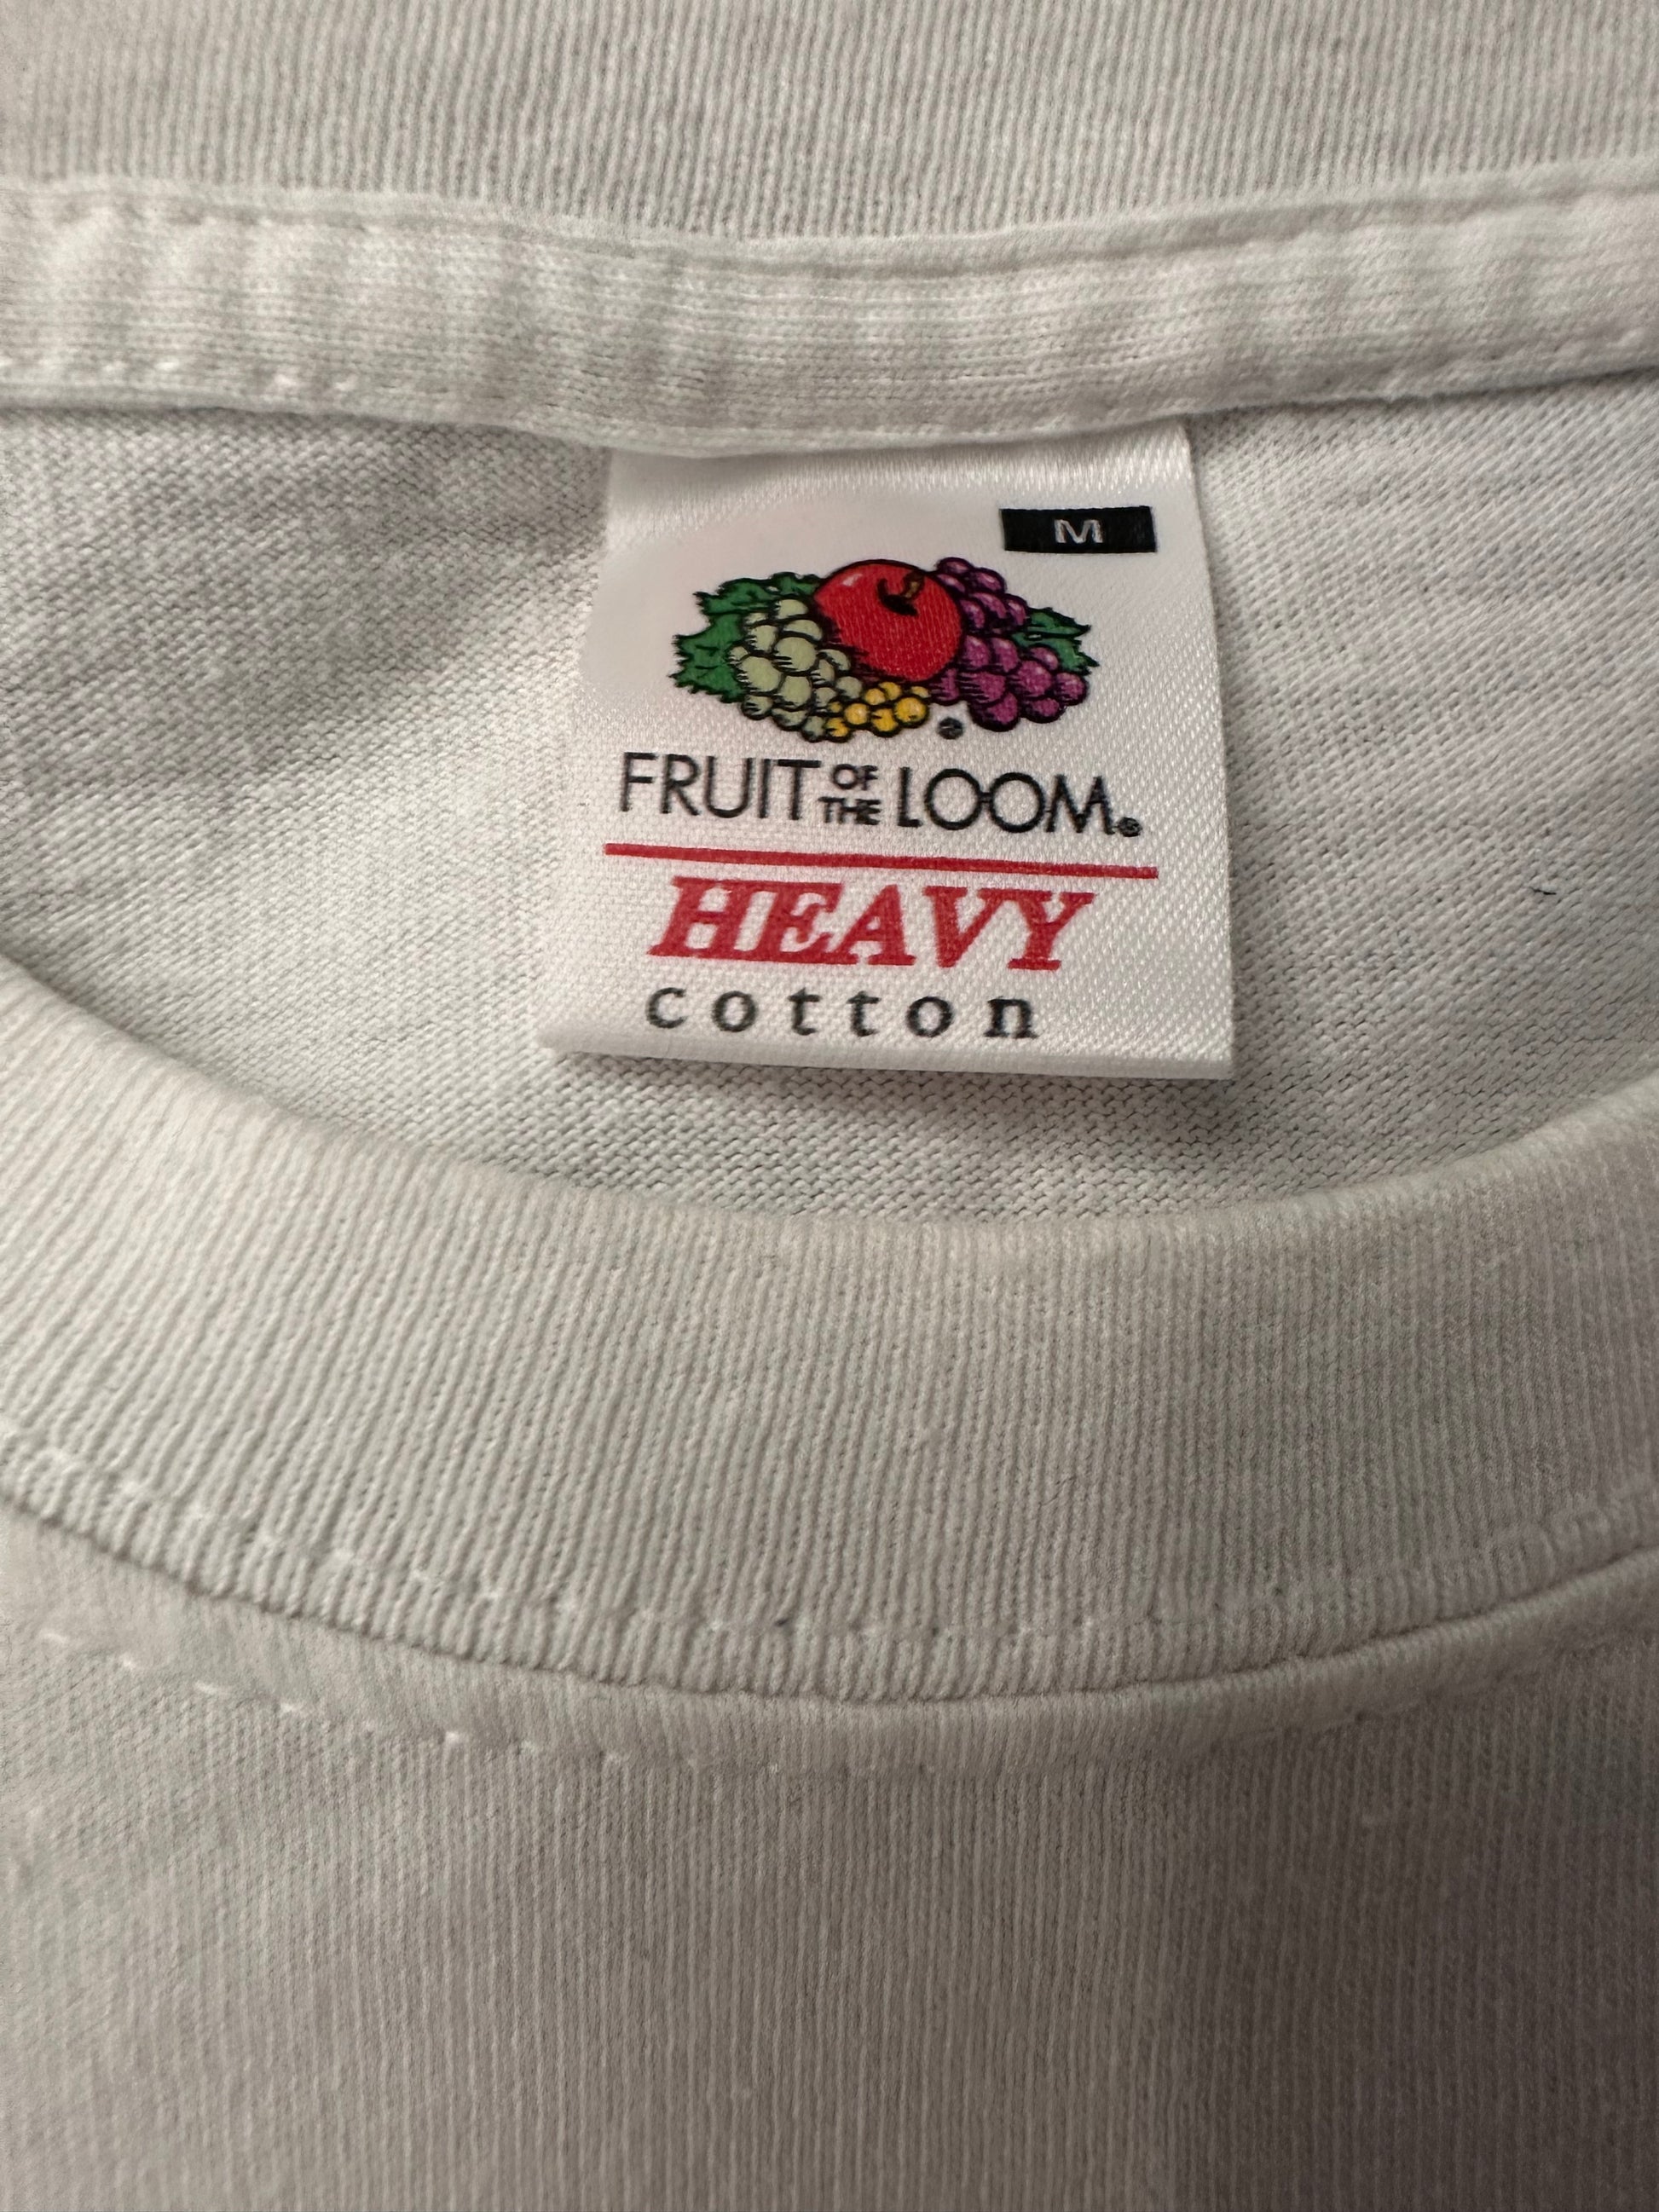 M
FRUIT OF THE LOOM®
HEAVY
cotton